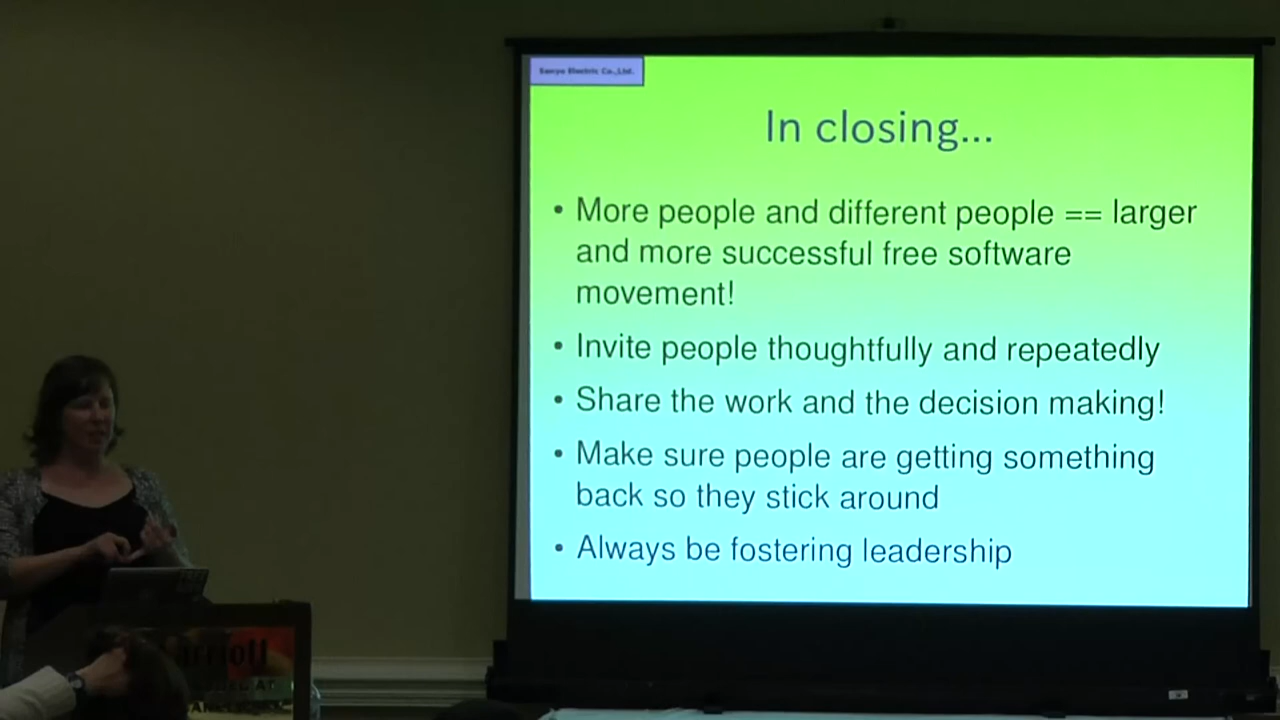 Sanyo Electric Co.,Ltd.
In closing...
• More people and different people == larger
and more successful free software
movement!
• Invite people thoughtfully and repeatedly
• Share the work and the decision making!
• Make sure people are getting something
back so they stick around
• Always be fostering leadership
Marriott